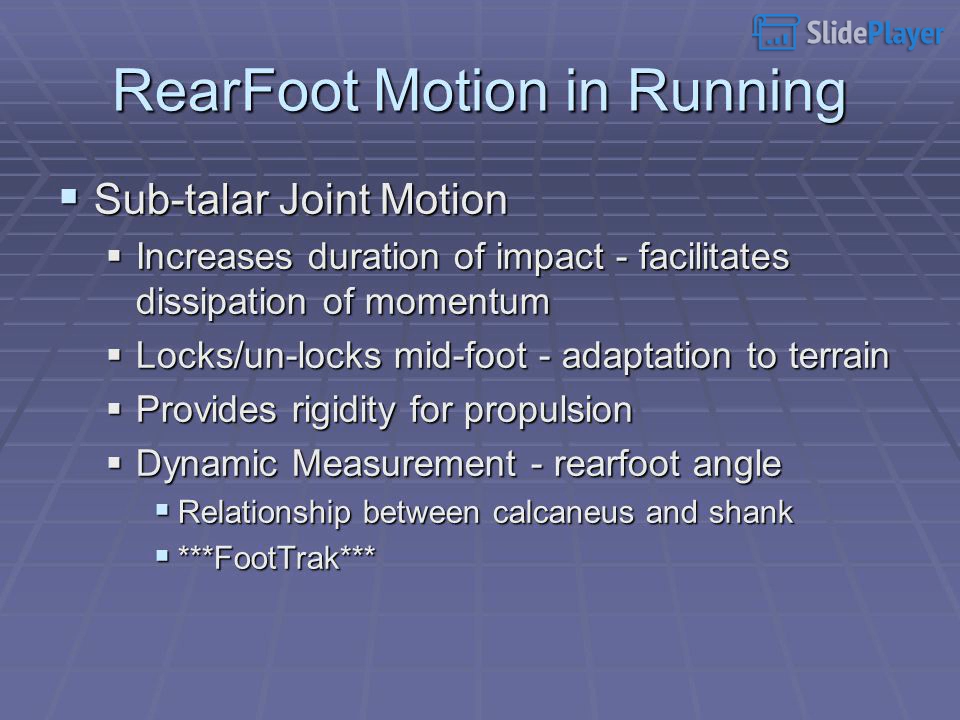 SlidePlayer
RearFoot Motion in Running
▪ Sub-talar Joint Motion
▪ Increases duration of impact - facilitates
dissipation of momentum
▪ Locks/un-locks mid-foot - adaptation to terrain
▪ Provides rigidity for propulsion
▪ Dynamic Measurement - rearfoot angle
▪ Relationship between calcaneus and shank
▪ ***FootTrak***